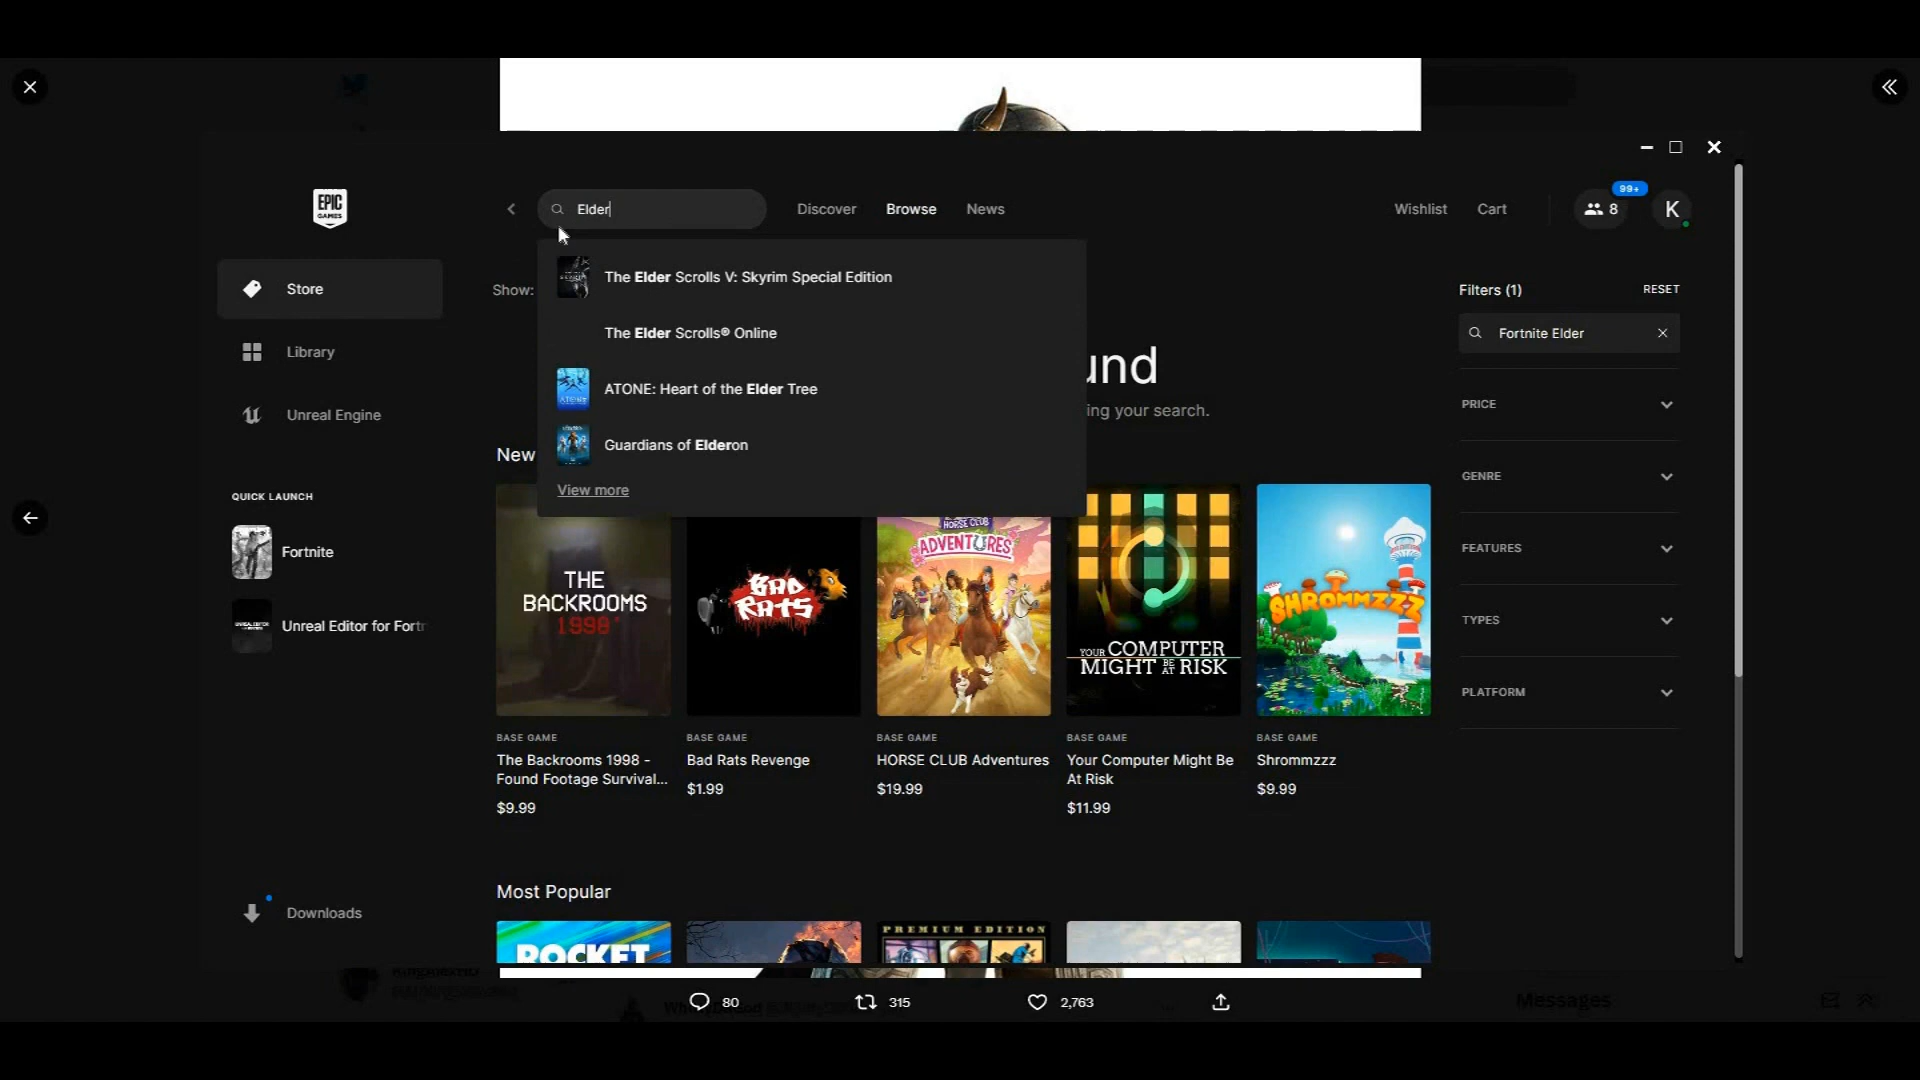 EPIC
GAMES
Elder
Discover
Browse
News
Wishlist
Cart
99+
8
K
Store
Library
Unreal Engine
QUICK LAUNCH
Fortnite
UNREAL EDITOR
Unreal Editor for Fortn
Downloads
Show:
The Elder Scrolls V: Skyrim Special Edition
The Elder Scrolls® Online
ATONE: Heart of the Elder Tree
Guardians of Elderon
View more
und
ing your search.
New
Filters (1)
RESET
Fortnite Elder
PRICE
GENRE
FEATURES
TYPES
PLATFORM
THE
BACKROOMS
1998
BAD
RATS
HORSE CLUB
ADVENTURES
YOUR COMPUTER
MIGHT BE AT RISK
SHROMMZZZ
BASE GAME
The Backrooms 1998 -
Found Footage Survival...
$9.99
BASE GAME
Bad Rats Revenge
$1.99
BASE GAME
HORSE CLUB Adventures
$19.99
BASE GAME
Your Computer Might Be
At Risk
$11.99
BASE GAME
Shrommzzz
$9.99
Most Popular
ROCKET
PREMIUM EDITION
80
315
2,763
Messages